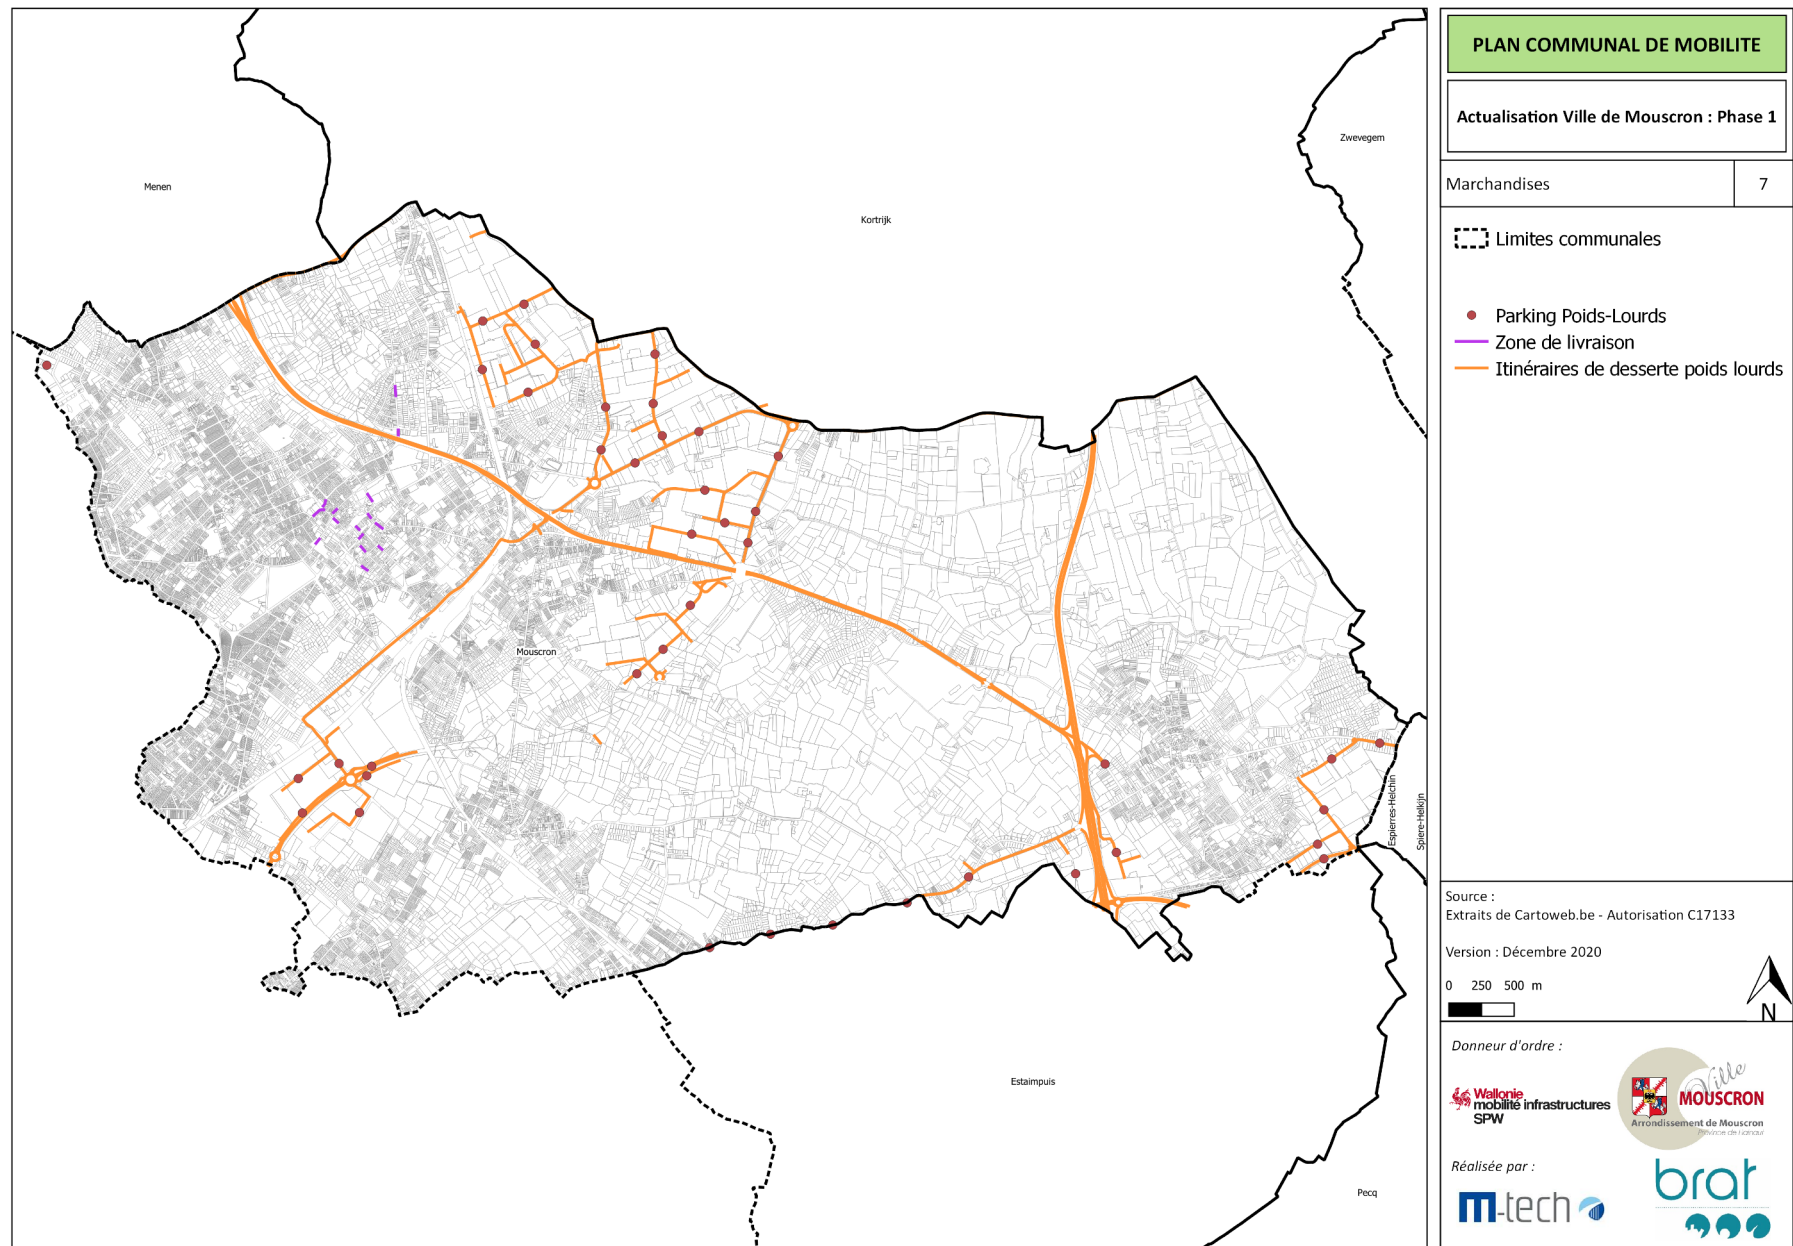 PLAN COMMUNAL DE MOBILITE
Actualisation Ville de Mouscron : Phase 1
Marchandises
7
Limites communales
Parking Poids-Lourds
Zone de livraison
Itinéraires de desserte poids lourds
Menen
Kortrijk
Zwevegem
Mouscron
Espierres-Helchin
Spiere-Helkijn
Estaimpuis
Pecq
Source :
Extraits de Cartoweb.be - Autorisation C17133
Version : Décembre 2020
0 250 500 m
N
Donneur d'ordre :
Wallonie
mobilité infrastructures
SPW
Ville
MOUSCRON
Arrondissement de Mouscron
Province de Hainaut
Réalisée par :
m-tech
brat